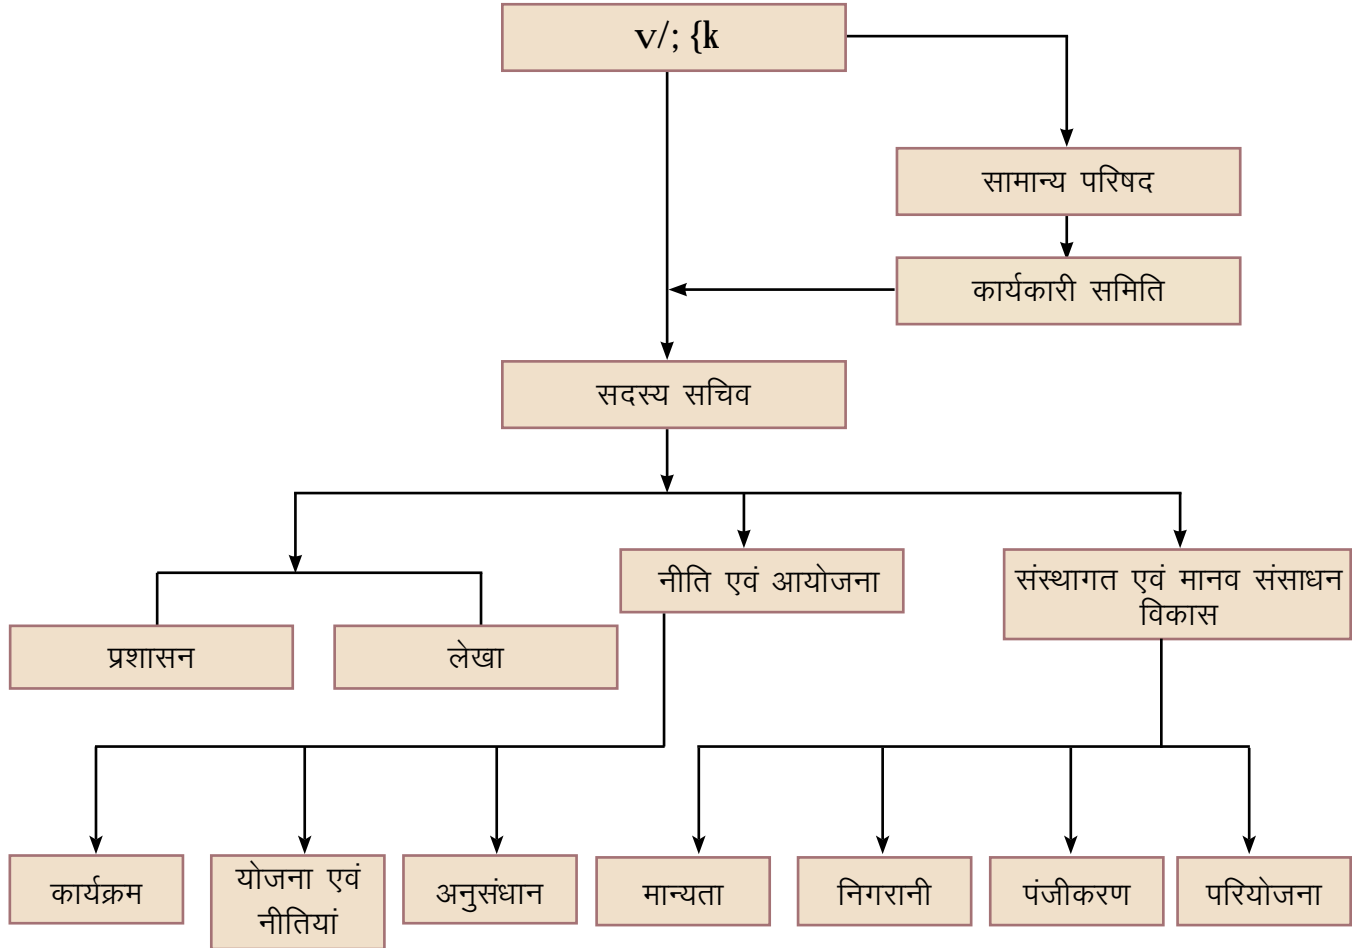 v/; {k
सामान्य परिषद
कार्यकारी समिति
सदस्य सचिव
नीति एवं आयोजना
संस्थागत एवं मानव संसाधन
विकास
प्रशासन
लेखा
कार्यक्रम
योजना एवं
नीतियां
अनुसंधान
मान्यता
निगरानी
पंजीकरण
परियोजना